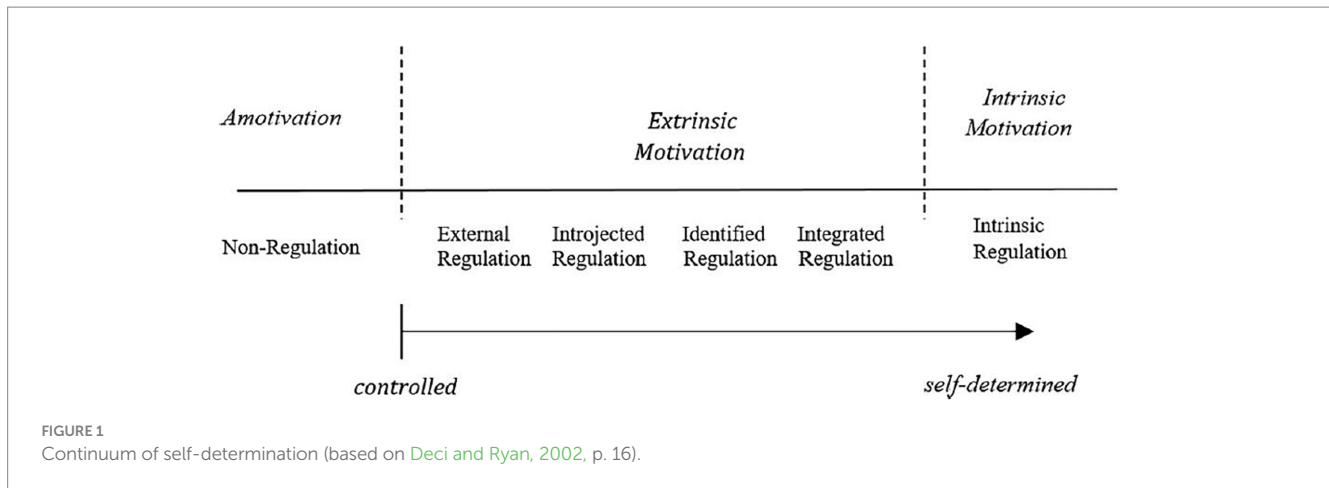 Amotivation
Extrinsic
Motivation
Intrinsic
Motivation
Non-Regulation
External
Regulation
Introjected
Regulation
Identified
Regulation
Integrated
Regulation
Intrinsic
Regulation
controlled
self-determined
FIGURE 1
Continuum of self-determination (based on Deci and Ryan, 2002, p. 16).